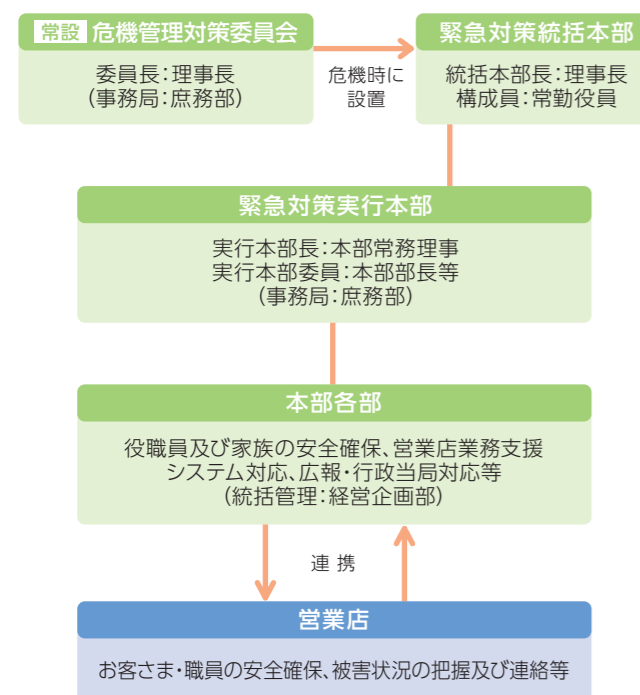 常設 危機管理対策委員会
委員長:理事長
(事務局:庶務部)
危機時に
設置
緊急対策統括本部
統括本部長:理事長
構成員:常勤役員
緊急対策実行本部
実行本部長:本部常務理事
実行本部委員:本部部長等
(事務局:庶務部)
本部各部
役職員及び家族の安全確保、営業店業務支援
システム対応、広報・行政当局対応等
(統括管理:経営企画部)
連 携
営業店
お客さま・職員の安全確保、被害状況の把握及び連絡等